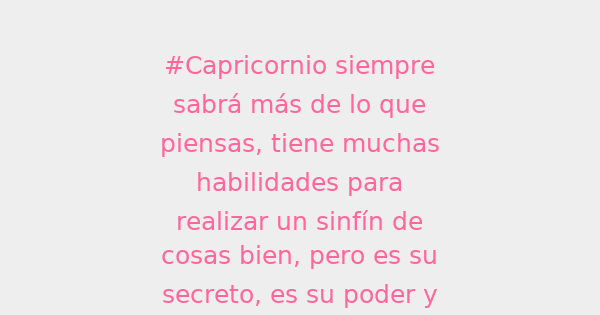 #Capricornio siempre
sabrá más de lo que
piensas, tiene muchas
habilidades para
realizar un sinfín de
cosas bien, pero es su
secreto, es su poder y